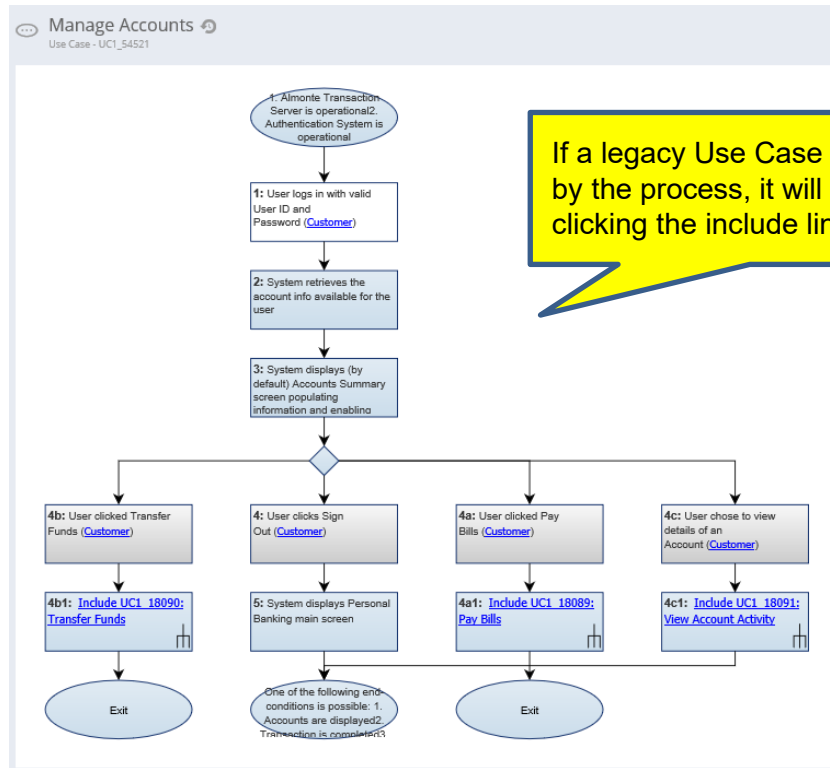 Manage Accounts
Use Case - UC1_54521
1. Almonte Transaction
Server is operational2.
Authentication System is
operational
If a legacy Use Case
by the process, it will
clicking the include lin
1: User logs in with valid
User ID and
Password (Customer)
2: System retrieves the
account info available for the
user
3: System displays (by
default) Accounts Summary
screen populating
information and enabling
4b: User clicked Transfer
Funds (Customer)
4: User clicks Sign
Out (Customer)
4a: User clicked Pay
Bills (Customer)
4c: User chose to view
details of an
Account (Customer)
4b1: Include UC1_18090:
Transfer Funds
5: System displays Personal
Banking main screen
4a1: Include UC1_18089:
Pay Bills
4c1: Include UC1_18091:
View Account Activity
Exit
One of the following end-
conditions is possible: 1.
Accounts are displayed2.
Transaction is completed3
Exit